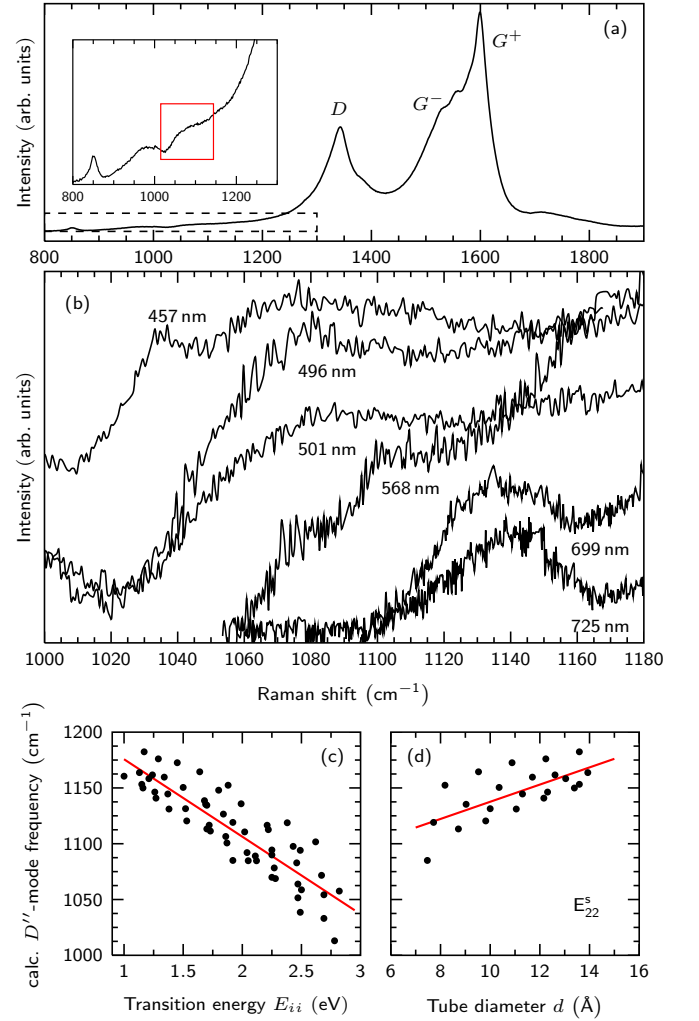 (a)
Intensity (arb. units)
G⁺
D
G⁻
800 1000 1200
800 1000 1200 1400 1600 1800
(b)
Intensity (arb. units)
457 nm
496 nm
501 nm
568 nm
699 nm
725 nm
1000 1020 1040 1060 1080 1100 1120 1140 1160 1180
Raman shift (cm⁻¹)
calc. D′′-mode frequency (cm⁻¹)
1200
1150
1100
1050
1000
(c)
1 1.5 2 2.5 3
Transition energy Eᵢᵢ (eV)
(d)
E₂₂ˢ
6 8 10 12 14 16
Tube diameter d (Å)